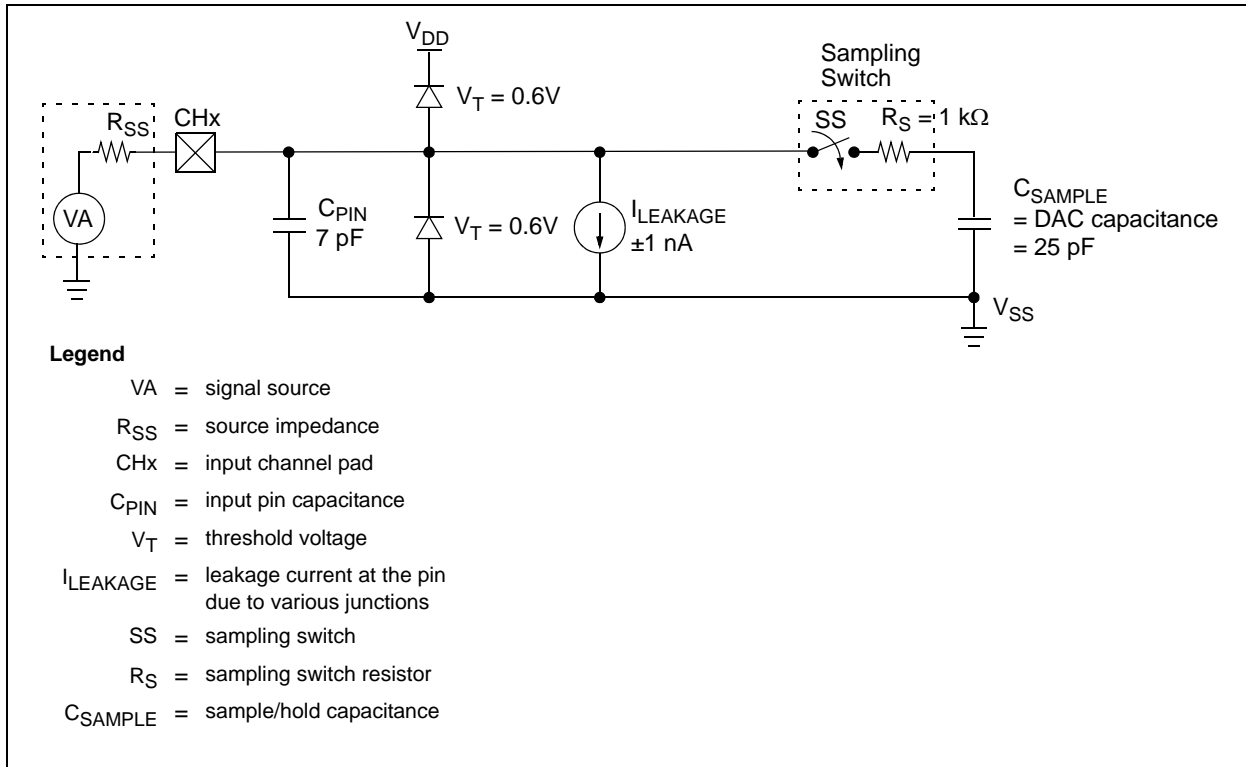 VDD
Sampling
Switch
VT = 0.6V
RSS
CHx
SS
RS = 1 kΩ
VA
CPIN
7 pF
VT = 0.6V
ILEAKAGE
±1 nA
CSAMPLE
= DAC capacitance
= 25 pF
VSS
Legend
VA = signal source
RSS = source impedance
CHx = input channel pad
CPIN = input pin capacitance
VT = threshold voltage
ILEAKAGE = leakage current at the pin
due to various junctions
SS = sampling switch
RS = sampling switch resistor
CSAMPLE = sample/hold capacitance